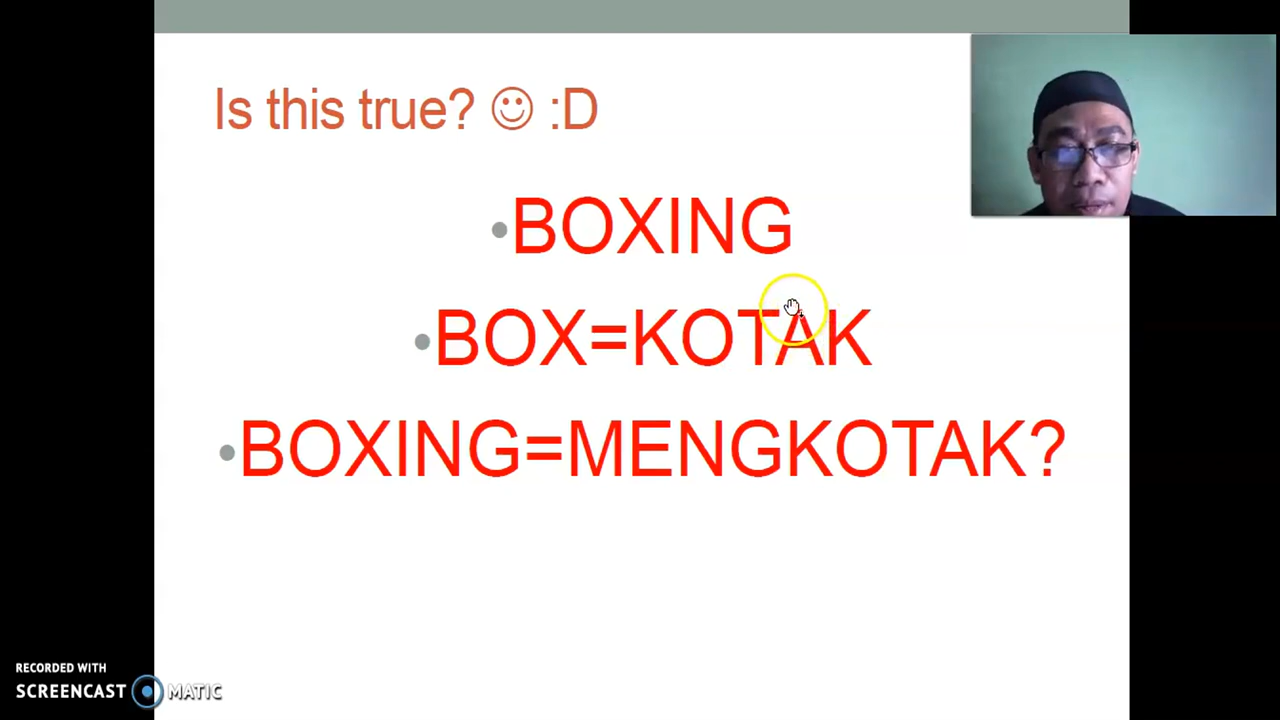 Is this true? ☺ :D
•BOXING
•BOX=KOTAK
•BOXING=MENGKOTAK?
RECORDED WITH
SCREENCAST MATIC